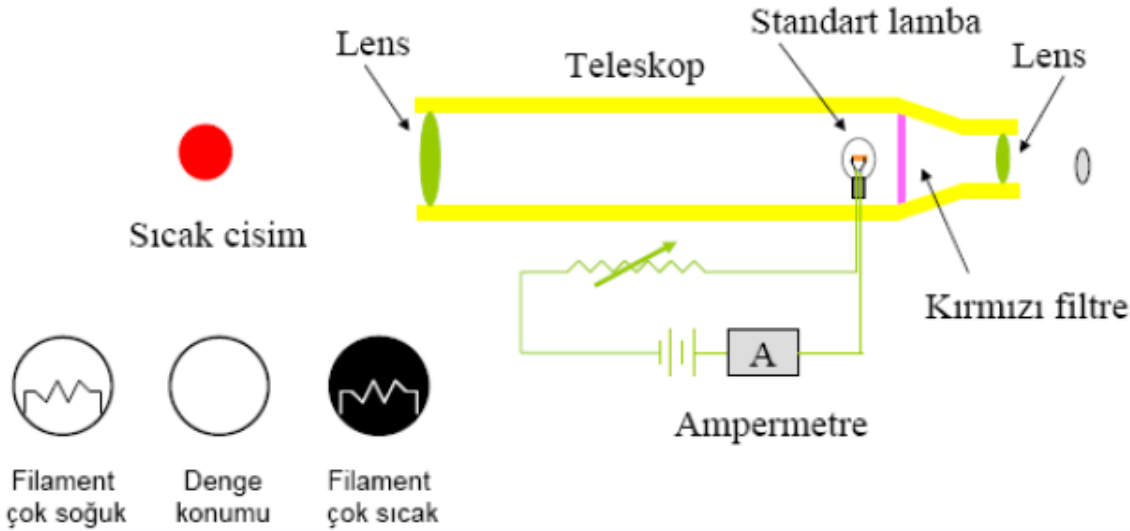 Standart lamba
Lens
Teleskop
Lens
Sıcak cisim
Kırmızı filtre
A
Ampermetre
Filament
çok soğuk
Denge
konumu
Filament
çok sıcak